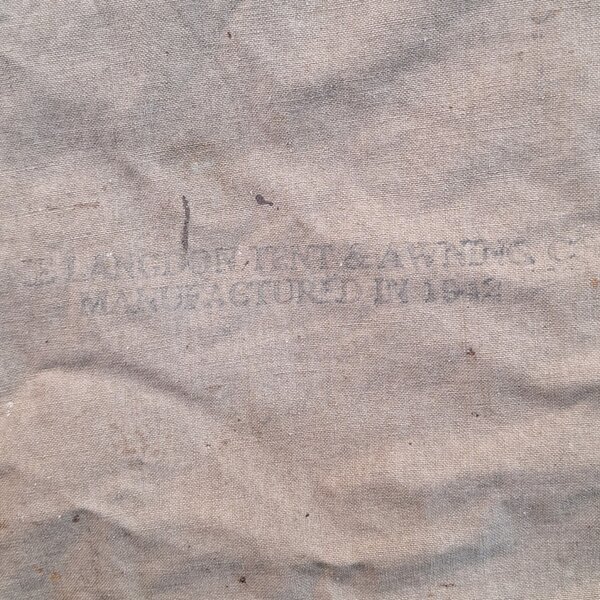 LANGDON TENT & AWNING C
MANUFACTURED IN 1942